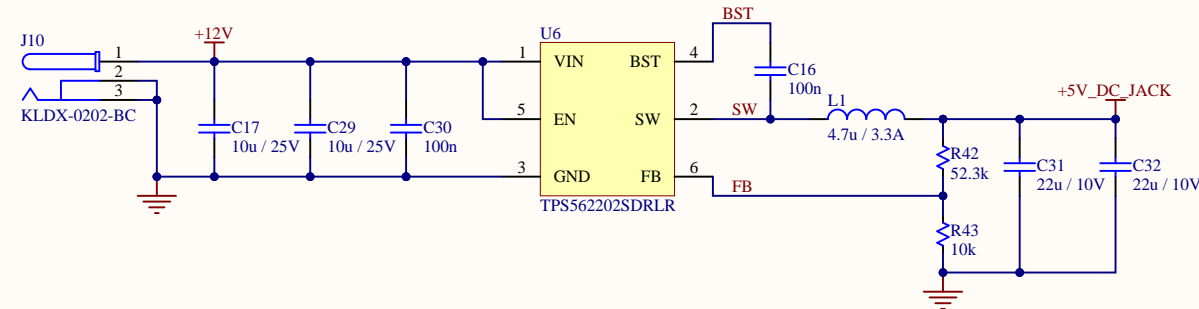 J10
1
2
3
KLDX-0202-BC
+12V
C17
10u / 25V
C29
10u / 25V
C30
100n
U6
1
VIN
5
EN
3
GND
BST
4
SW
2
FB
6
TPS562202SDRLR
BST
C16
100n
SW
L1
4.7u / 3.3A
FB
R42
52.3k
R43
10k
+5V_DC_JACK
C31
22u / 10V
C32
22u / 10V